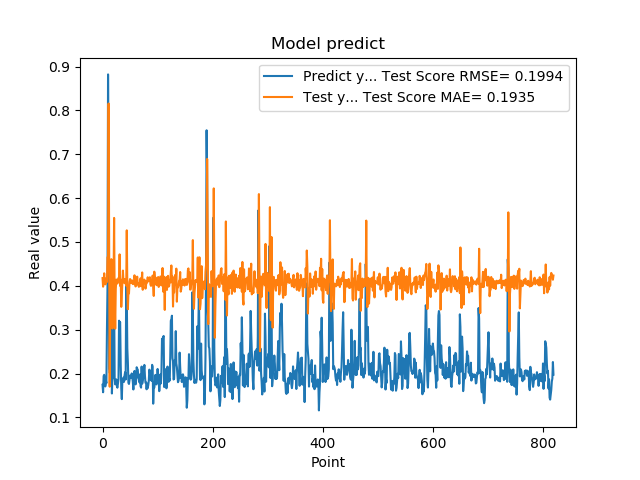 Model predict
Predict y... Test Score RMSE= 0.1994
Test y... Test Score MAE= 0.1935
Real value
0.9
0.8
0.7
0.6
0.5
0.4
0.3
0.2
0.1
0
200
400
600
800
Point